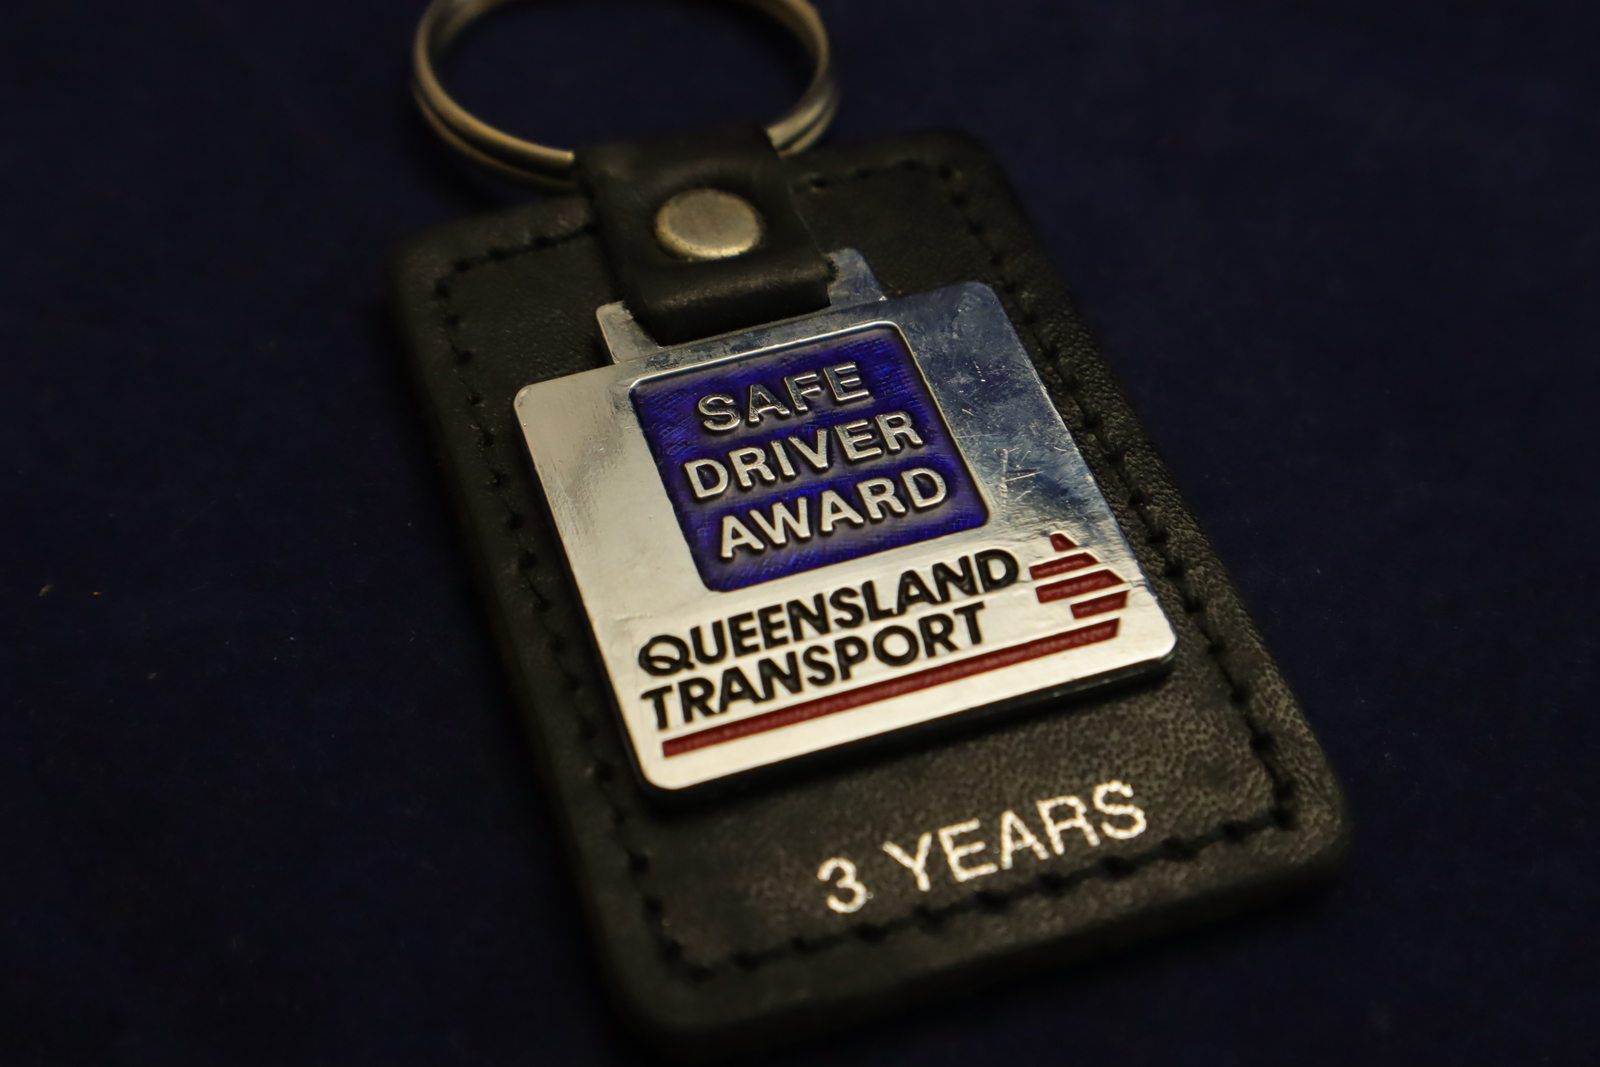 SAFE
DRIVER
AWARD
QUEENSLAND
TRANSPORT
3 YEARS